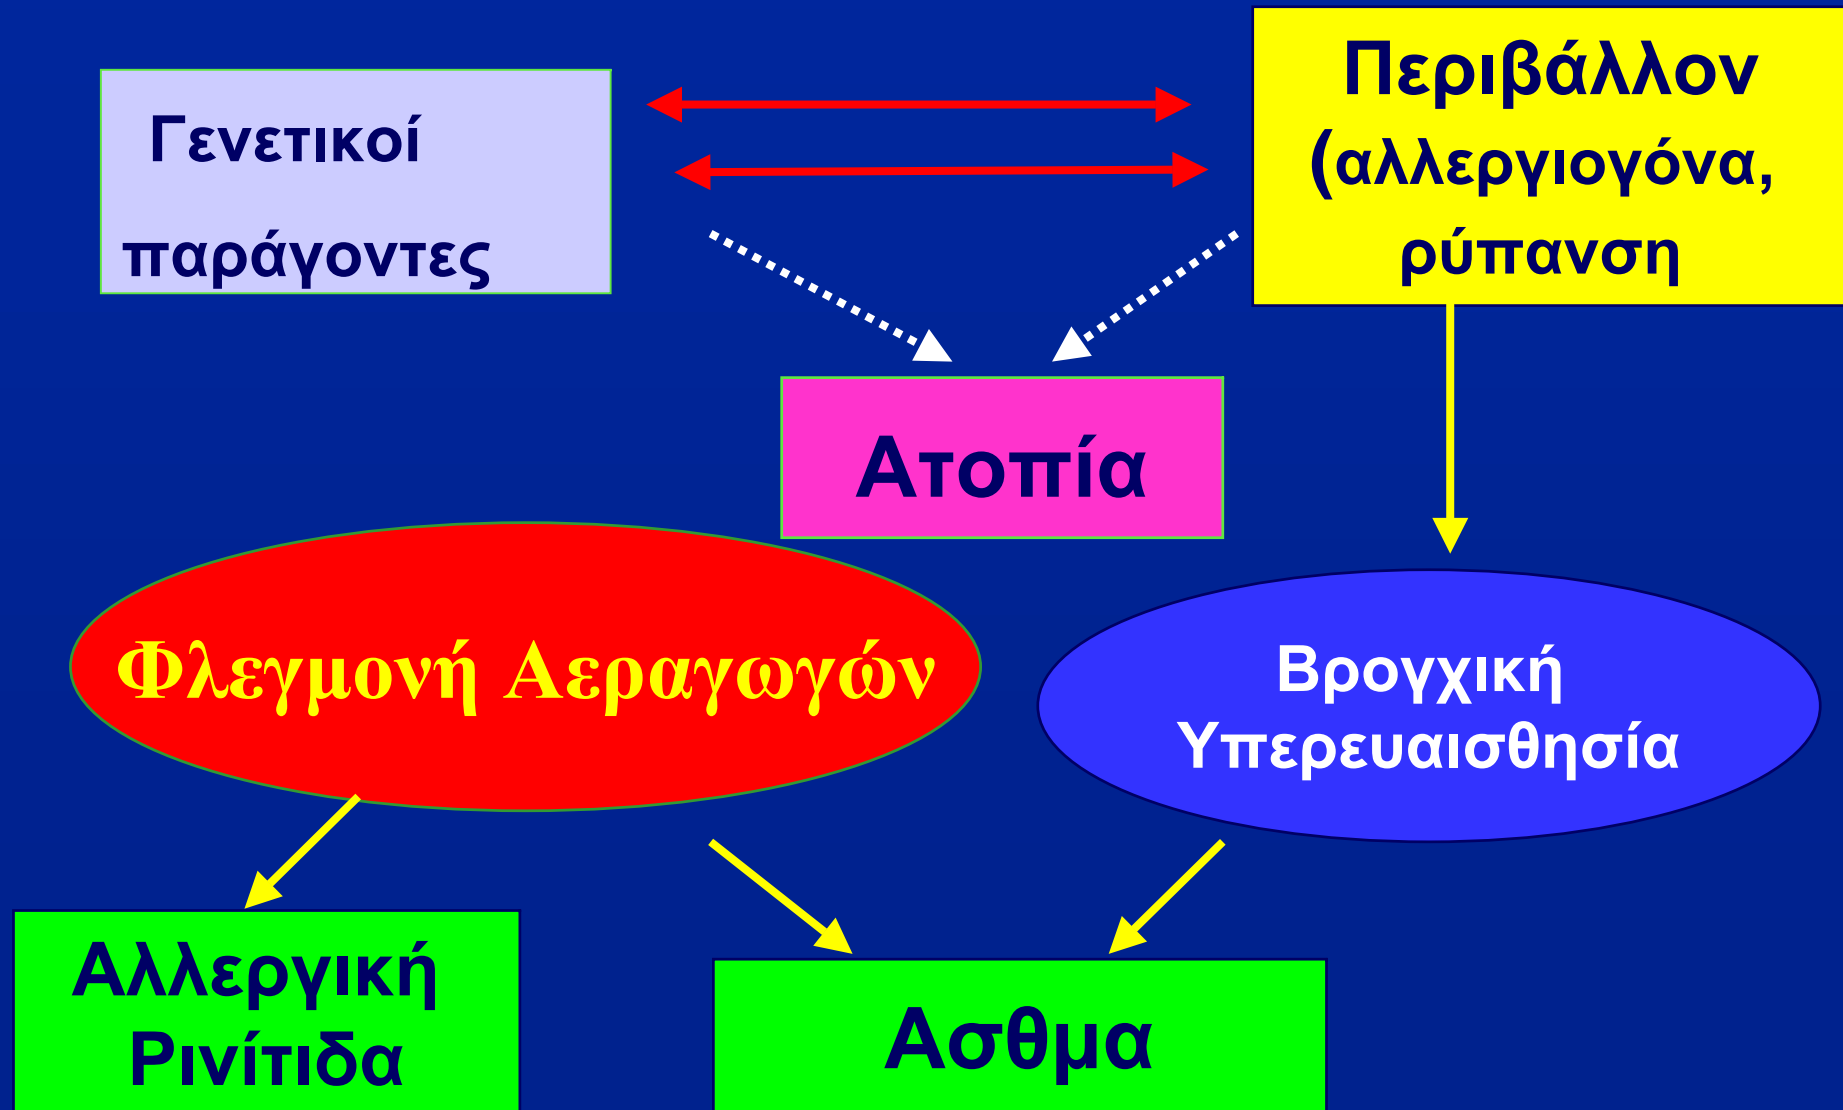 Γενετικοί
παράγοντες
Περιβάλλον
(αλλεργιογόνα,
ρύπανση
Ατοπία
Φλεγμονή Αεραγωγών
Βρογχική
Υπερευαισθησία
Αλλεργική
Ρινίτιδα
Ασθμα